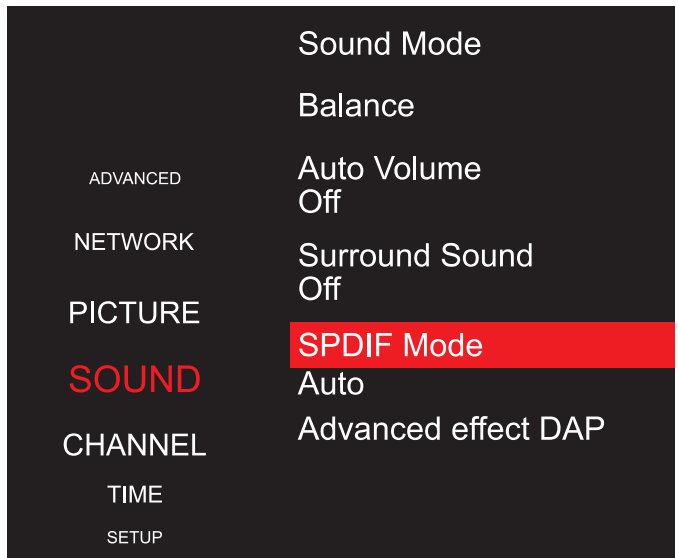 ADVANCED
NETWORK
PICTURE
SOUND
CHANNEL
TIME
SETUP
Sound Mode
Balance
Auto Volume
Off
Surround Sound
Off
SPDIF Mode
Auto
Advanced effect DAP